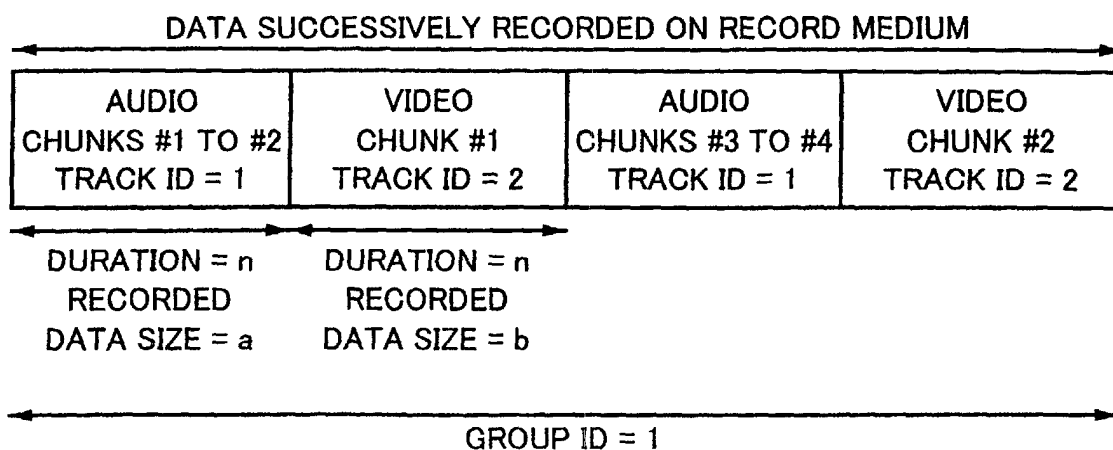 DATA SUCCESSIVELY RECORDED ON RECORD MEDIUM
AUDIO
CHUNKS #1 TO #2
TRACK ID = 1
VIDEO
CHUNK #1
TRACK ID = 2
AUDIO
CHUNKS #3 TO #4
TRACK ID = 1
VIDEO
CHUNK #2
TRACK ID = 2
DURATION = n
RECORDED
DATA SIZE = a
DURATION = n
RECORDED
DATA SIZE = b
GROUP ID = 1